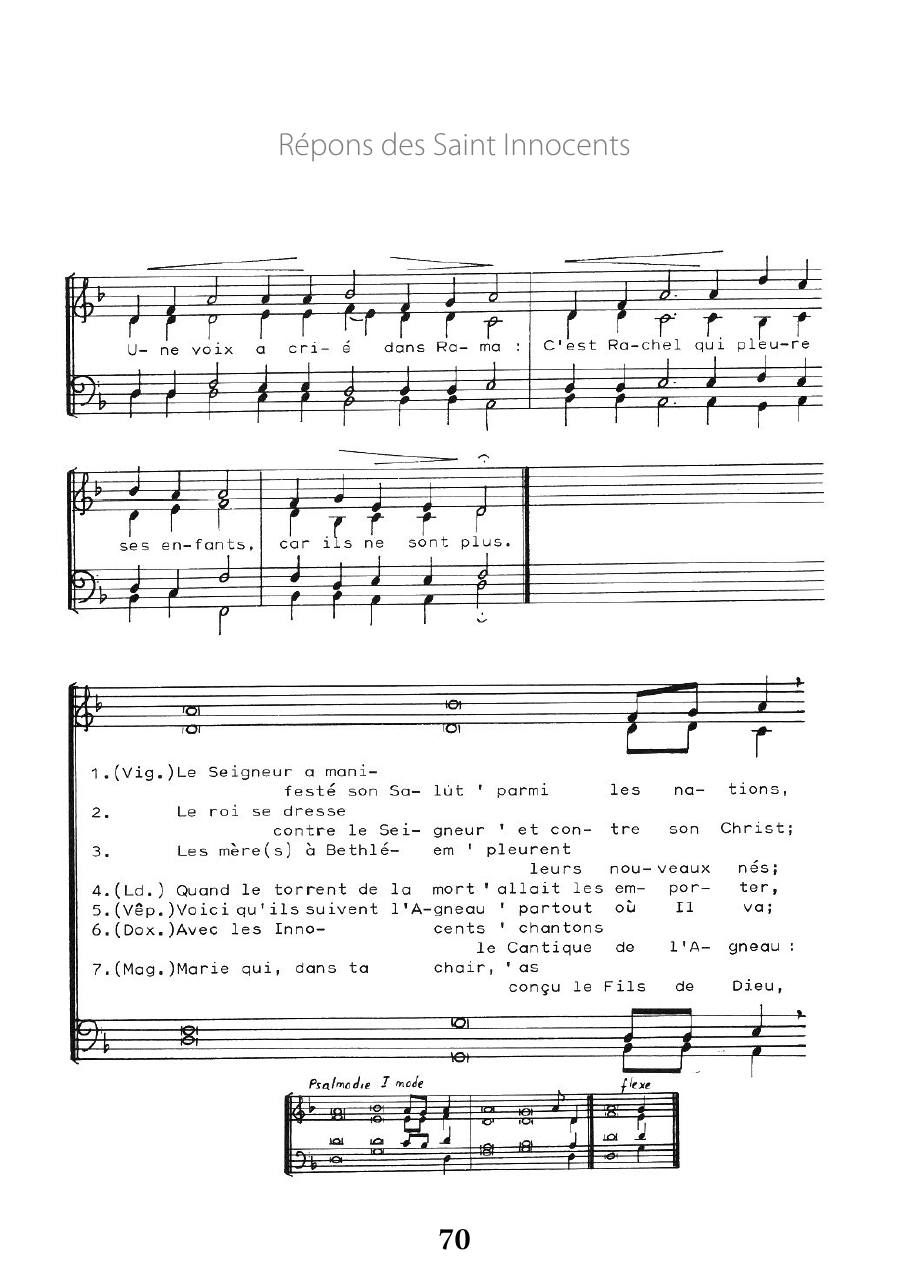 Répons des Saint Innocents
U- ne voix a cri-é dans Ra- ma : C'est Ra-chel qui pleu-re
ses en-fants, car ils ne sont plus.
1.(Vig.)Le Seigneur a mani-
festé son Sa- lut ' parmi les na- tions,
2. Le roi se dresse
contre le Sei- gneur ' et con- tre son Christ;
3. Les mère(s) à Bethlé- em ' pleurent
leurs nou-veaux nés;
4.(Ld.) Quand le torrent de la mort ' allait les em- por- ter,
5.(Vêp.)Voici qu'ils suivent l'A-gneau ' partout où Il va;
6.(Dox.)Avec les Inno- cents ' chantons
le Cantique de l'A- gneau :
7.(Mag.)Marie qui, dans ta chair, ' as
conçu le Fils de Dieu,
Psalmodie I mode flexe
70